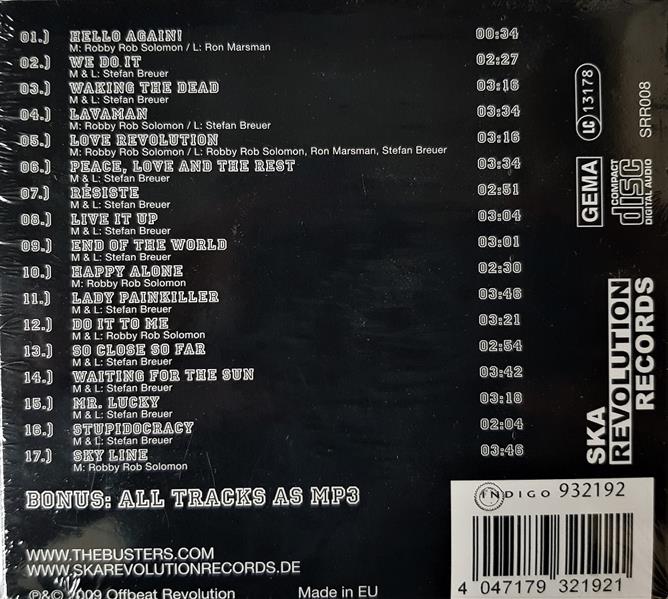 01.) HELLO AGAIN! 00:34
M: Robby Rob Solomon / L: Ron Marsman
02.) WE DO IT 02:27
M & L: Stefan Breuer
03.) WAKING THE DEAD 03:16
M & L: Stefan Breuer
04.) LAVAMAN 03:34
M: Robby Rob Solomon / L: Stefan Breuer
05.) LOVE REVOLUTION 03:16
M: Robby Rob Solomon / L: Robby Rob Solomon, Ron Marsman, Stefan Breuer
06.) PEACE, LOVE AND THE REST 03:34
M & L: Stefan Breuer
07.) RÉSISTE 02:51
M & L: Stefan Breuer
08.) LIVE IT UP 03:04
M & L: Stefan Breuer
09.) END OF THE WORLD 03:01
M & L: Stefan Breuer
10.) HAPPY ALONE 02:30
M: Robby Rob Solomon
11.) LADY PAINKILLER 03:46
M & L: Stefan Breuer
12.) DO IT TO ME 03:21
M & L: Robby Rob Solomon
13.) SO CLOSE SO FAR 02:54
M & L: Stefan Breuer
14.) WAITING FOR THE SUN 03:42
M & L: Stefan Breuer
15.) MR. LUCKY 03:18
M & L: Stefan Breuer
16.) STUPIDOCRACY 02:04
M & L: Stefan Breuer
17.) SKY LINE 03:46
M: Robby Rob Solomon
BONUS: ALL TRACKS AS MP3
WWW.THEBUSTERS.COM
WWW.SKAREVOLUTIONRECORDS.DE
℗&© 2009 Offbeat Revolution Made in EU
LC 13178
SRR008
GEMA
COMPACT
disc
DIGITAL AUDIO
SKA
REVOLUTION
RECORDS
INDIGO 932192
4 047179 321921